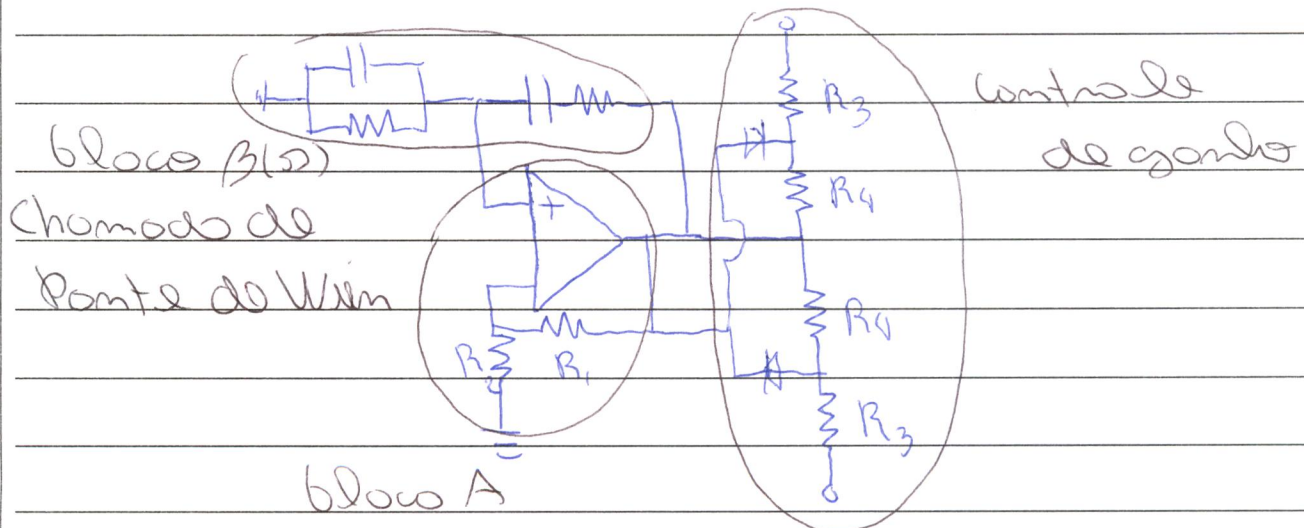 controle
de ganho
bloco β(s)
Chamado de
Ponte de Wien
+
R3
R4
R4
R3
R2
R1
bloco A